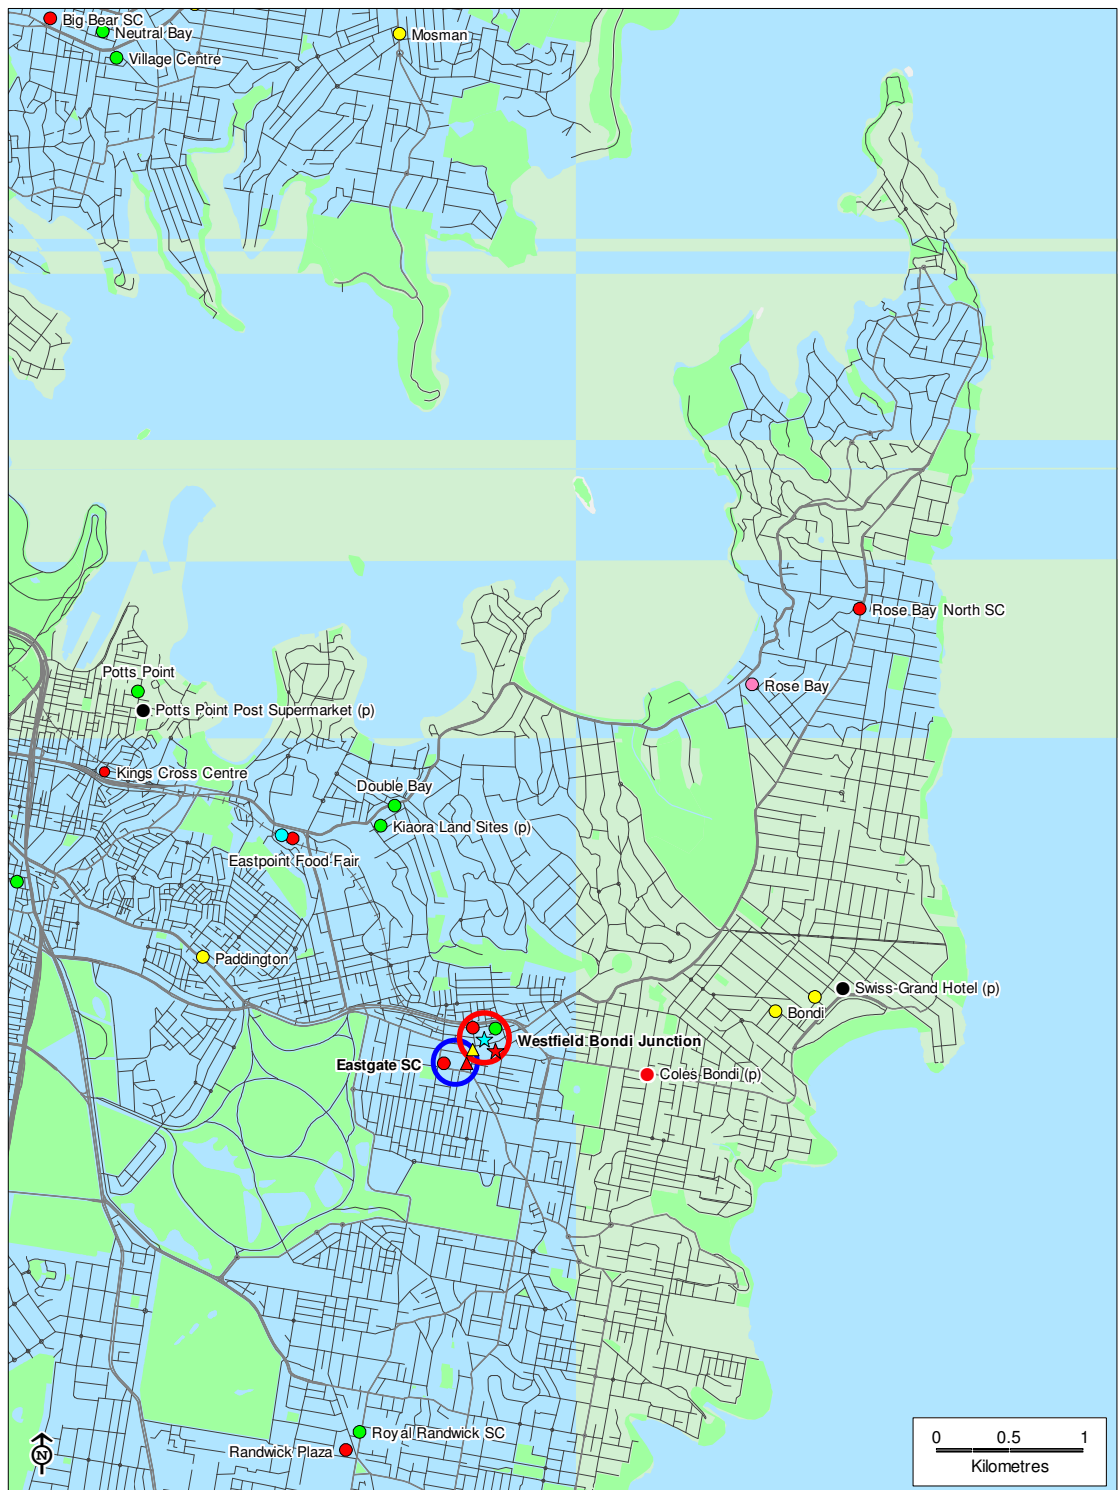 Big Bear SC
Neutral Bay
Mosman
Village Centre
Rose Bay North SC
Potts Point
Rose Bay
Potts Point Post Supermarket (p)
Kings Cross Centre
Double Bay
Kiaora Land Sites (p)
Eastpoint Food Fair
Paddington
Swiss-Grand Hotel (p)
Bondi
Westfield Bondi Junction
Eastgate SC
Coles Bondi (p)
Royal Randwick SC
Randwick Plaza
N
0 0.5 1
Kilometres